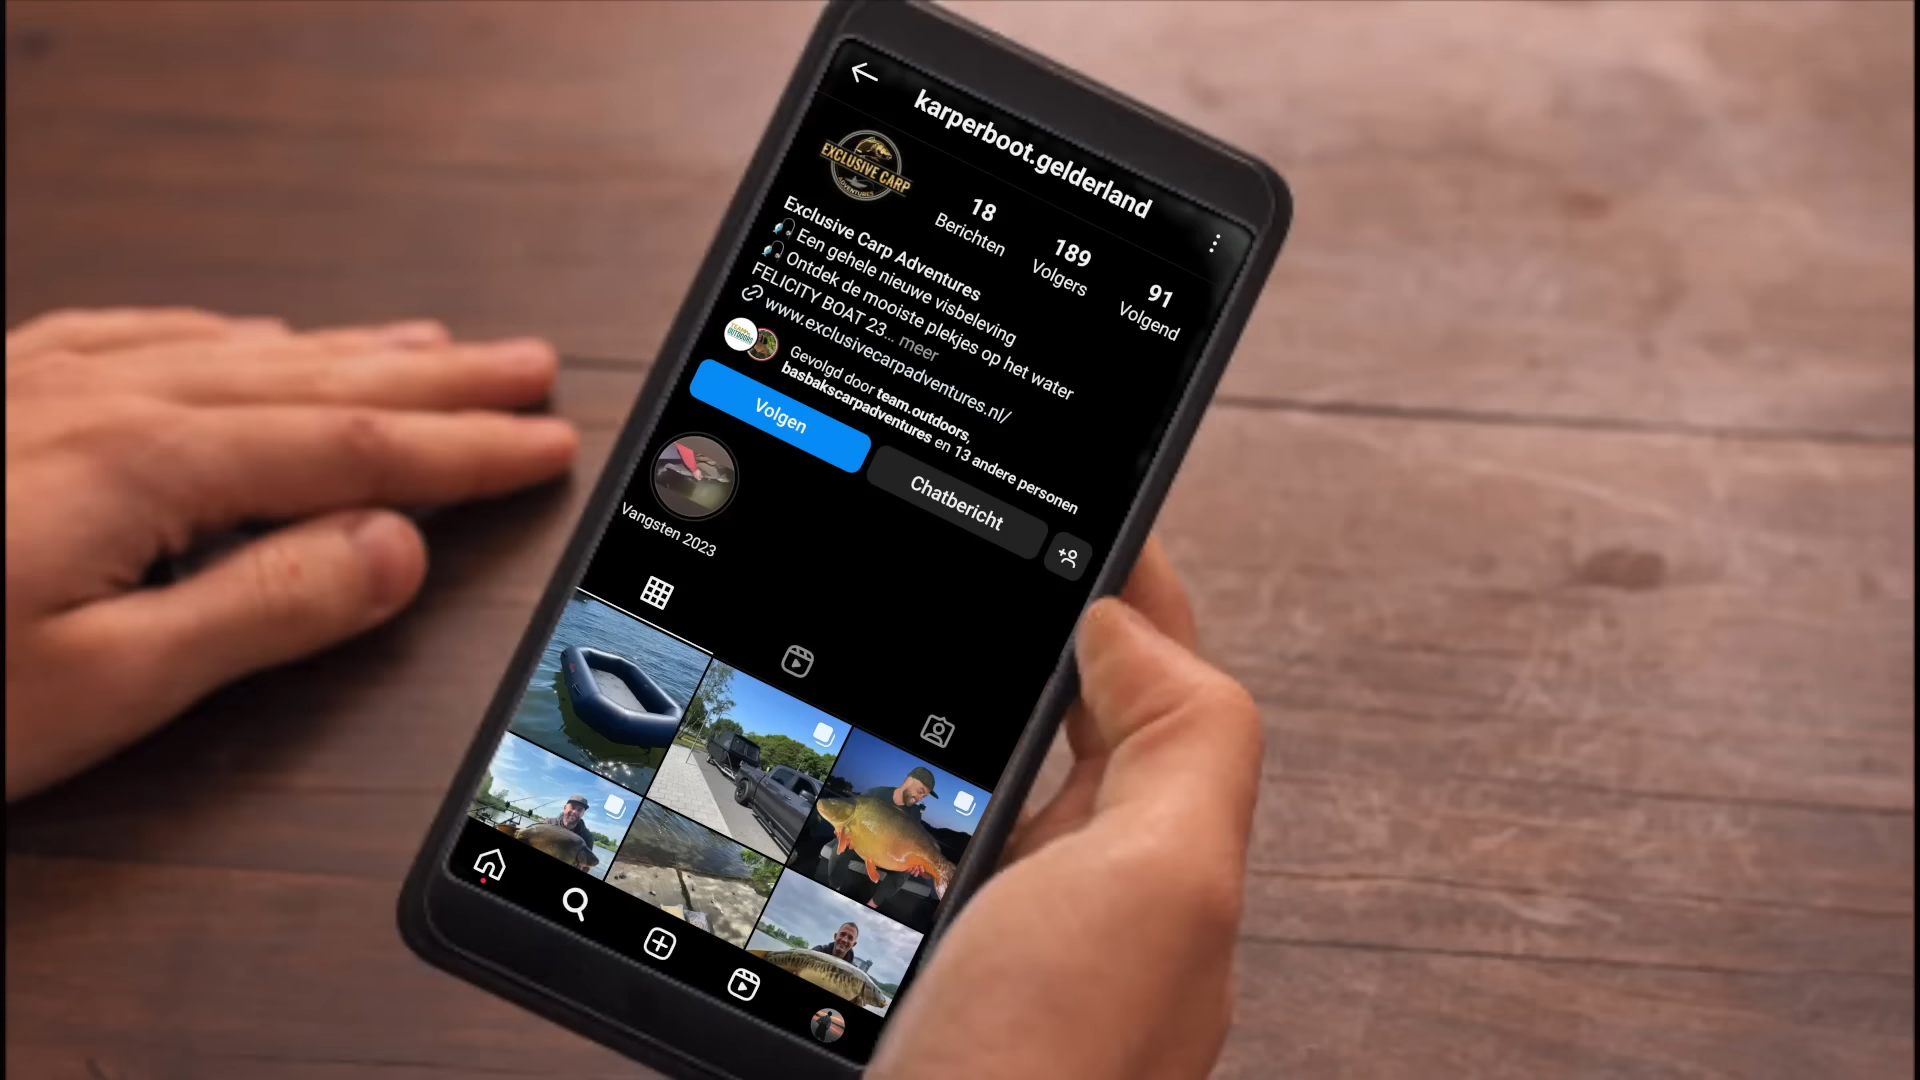 karperboot.gelderland
EXCLUSIVE CARP
ADVENTURES
18
Berichten
189
Volgers
91
Volgend
Exclusive Carp Adventures
Een gehele nieuwe visbeleving
Ontdek de mooiste plekjes op het water
FELICITY BOAT 23... meer
www.exclusivecarpadventures.nl/
OUTDOORS
Gevolgd door team.outdoors,
basbakscarpadventures en 13 andere personen
Volgen
Chatbericht
Vangsten 2023